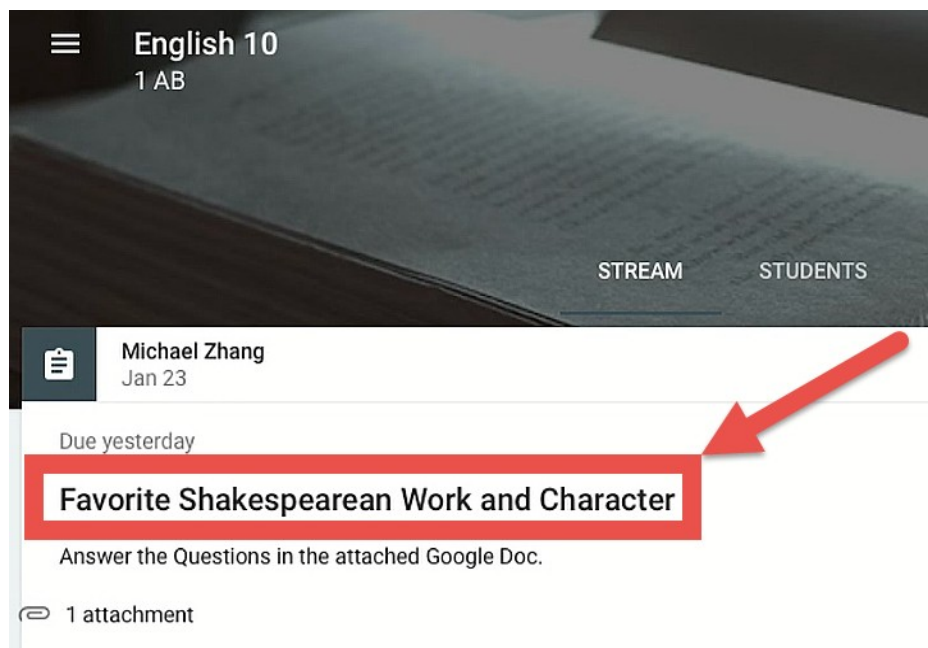 English 10
1 AB
STREAM STUDENTS
Michael Zhang
Jan 23
Due yesterday
Favorite Shakespearean Work and Character
Answer the Questions in the attached Google Doc.
1 attachment